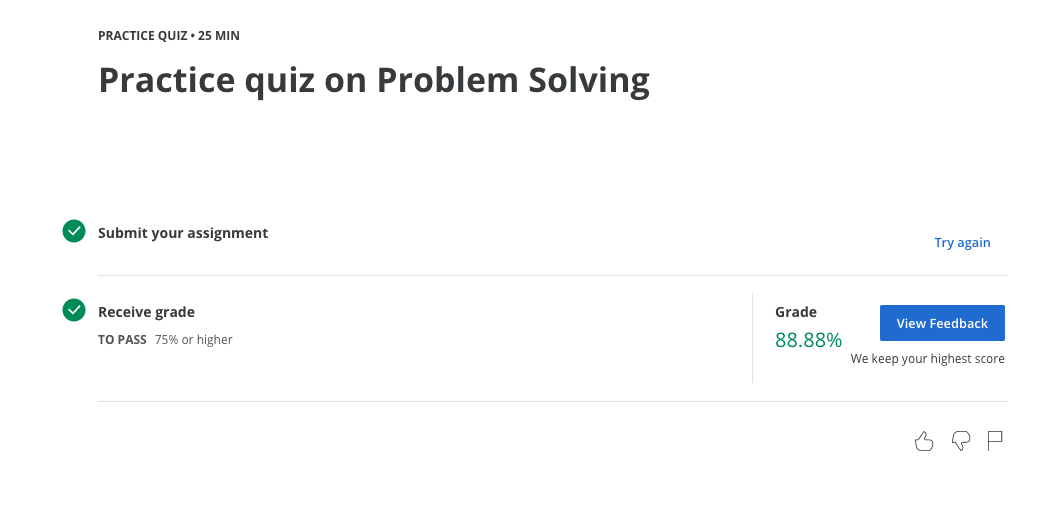 PRACTICE QUIZ • 25 MIN
Practice quiz on Problem Solving
Submit your assignment
Try again
Receive grade
TO PASS 75% or higher
Grade
88.88%
View Feedback
We keep your highest score